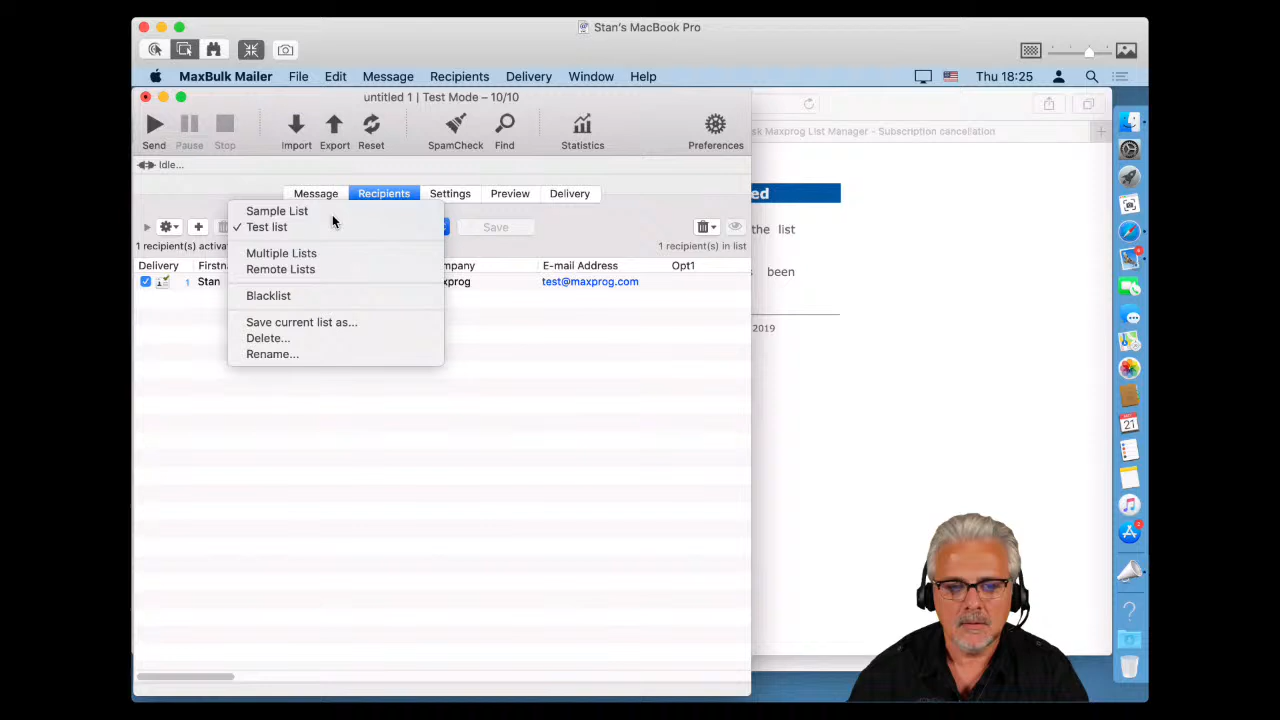 Stan's MacBook Pro
MaxBulk Mailer File Edit Message Recipients Delivery Window Help Thu 18:25
untitled 1 | Test Mode – 10/10
Send Pause Stop Import Export Reset SpamCheck Find Statistics Preferences
sk Maxprog List Manager - Subscription cancellation
Idle...
Message Recipients Settings Preview Delivery
ed
Sample List
Test list
Save
the list
1 recipient(s) activa
1 recipient(s) in list
Multiple Lists
Remote Lists
Delivery Firstn mpany E-mail Address Opt1
been
1 Stan xprog test@maxprog.com
Blacklist
Save current list as...
2019
Delete...
Rename...
21